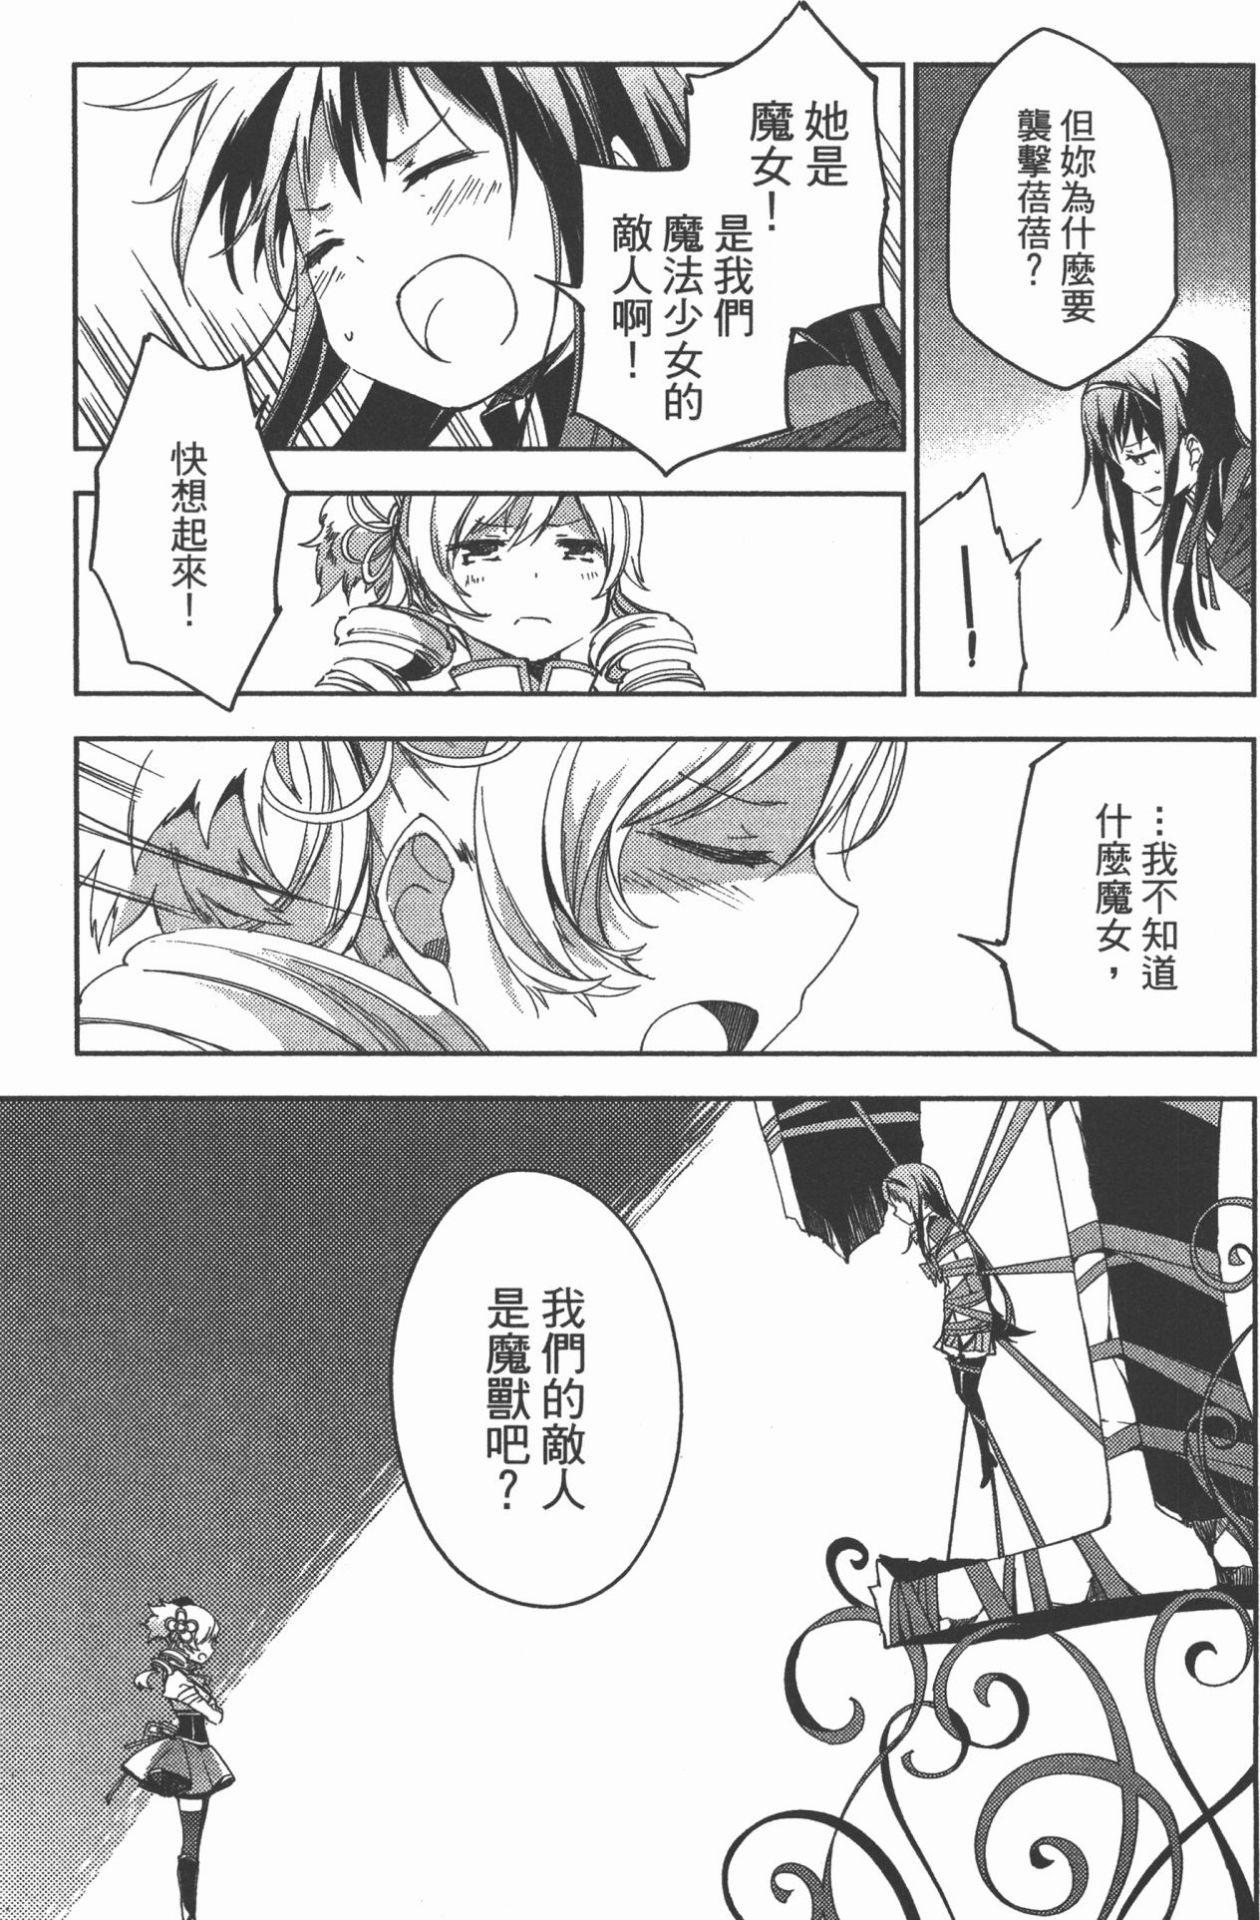 但妳為什麼要
襲擊蓓蓓？
——！
她是
魔女！
是我們
魔法少女的
敵人啊！
快想起來！
…我不知道
什麼魔女，
我們的敵人
是魔獸吧？